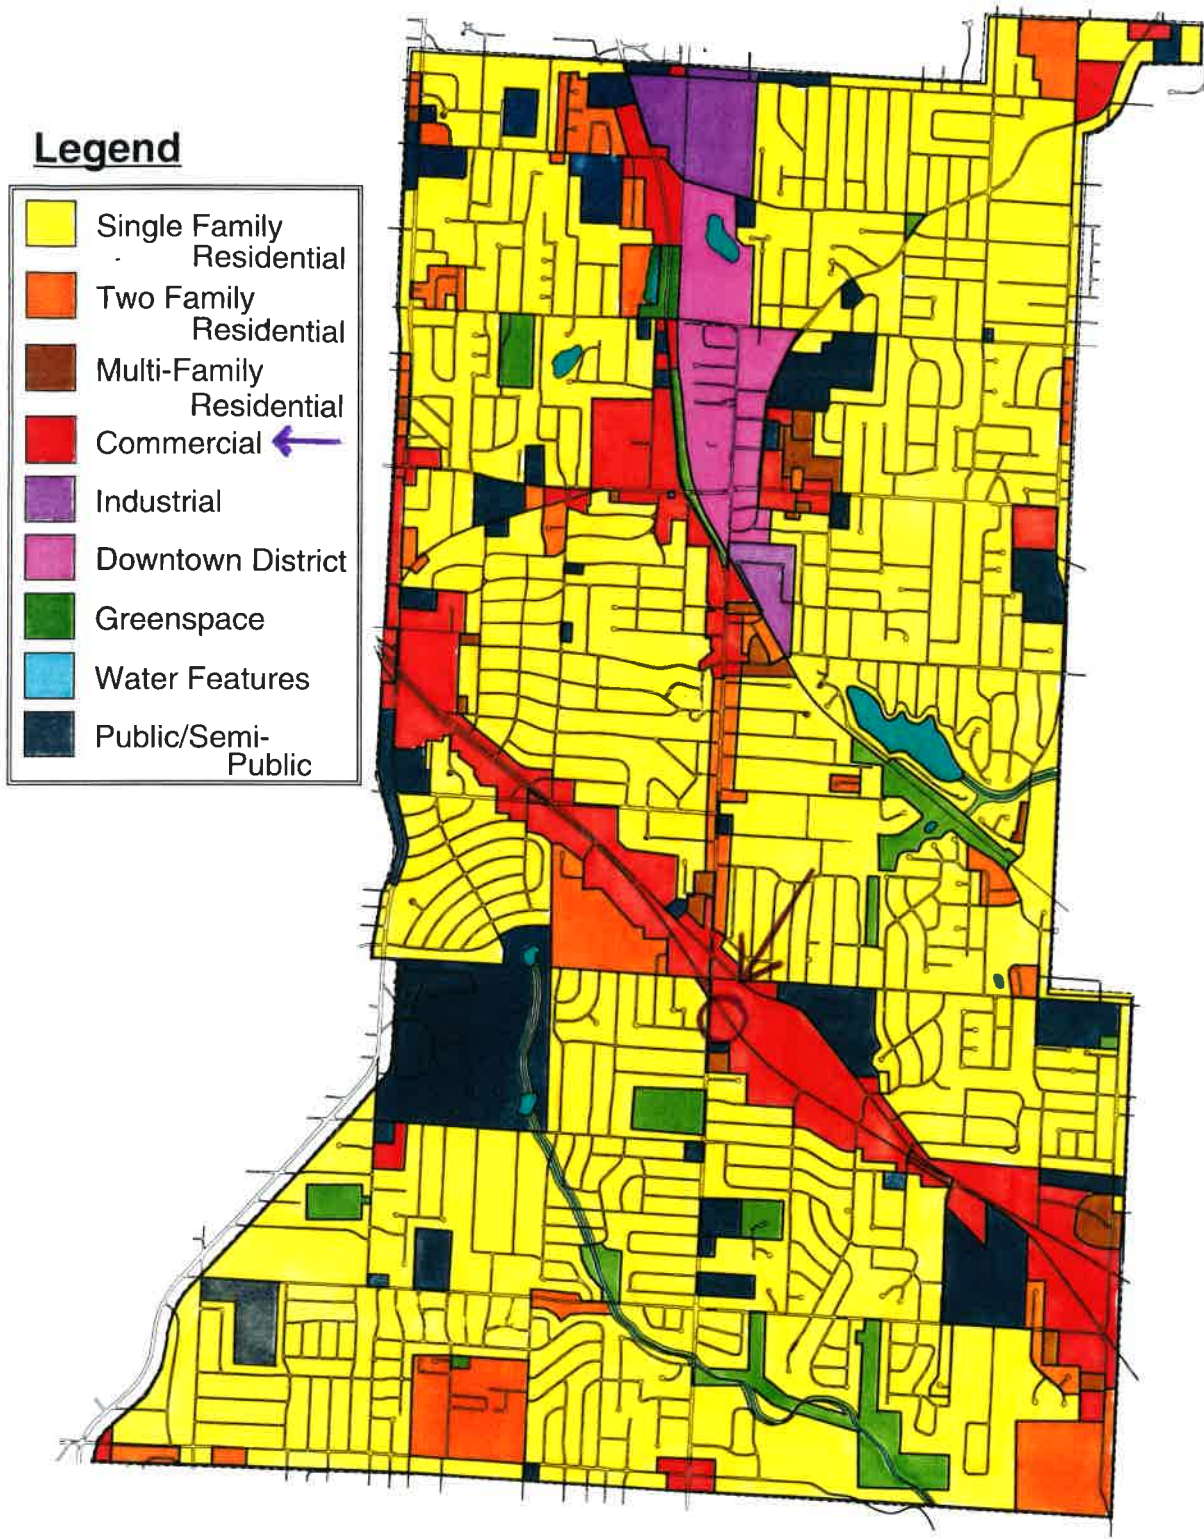 Legend
Single Family
Residential
Two Family
Residential
Multi-Family
Residential
Commercial
Industrial
Downtown District
Greenspace
Water Features
Public/Semi-
Public